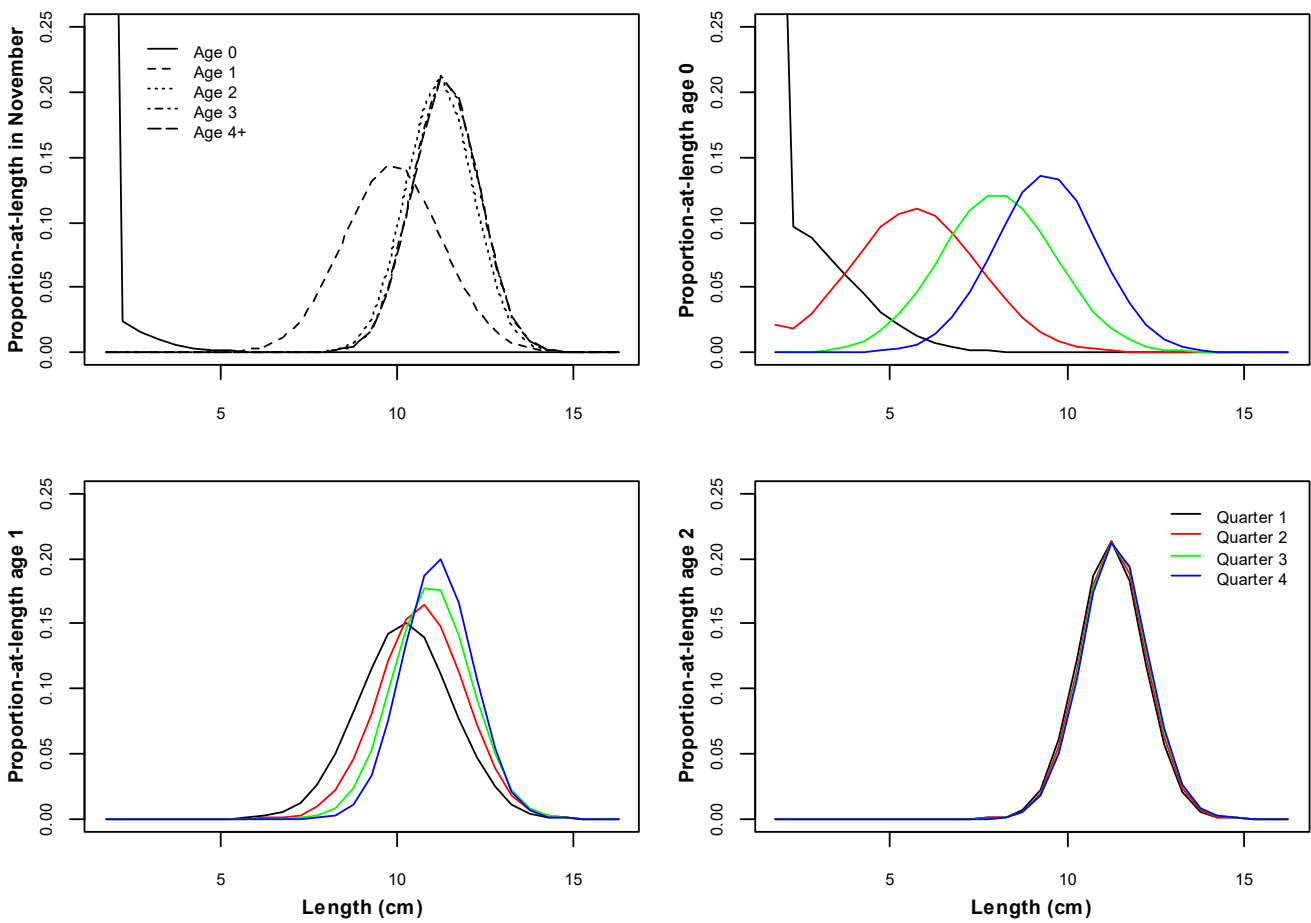 Proportion-at-length in November
0.25
0.20
0.15
0.10
0.05
0.00
Age 0
Age 1
Age 2
Age 3
Age 4+
5
10
15
Proportion-at-length age 0
0.25
0.20
0.15
0.10
0.05
0.00
5
10
15
Proportion-at-length age 1
0.25
0.20
0.15
0.10
0.05
0.00
5
10
15
Length (cm)
Proportion-at-length age 2
0.25
0.20
0.15
0.10
0.05
0.00
Quarter 1
Quarter 2
Quarter 3
Quarter 4
5
10
15
Length (cm)